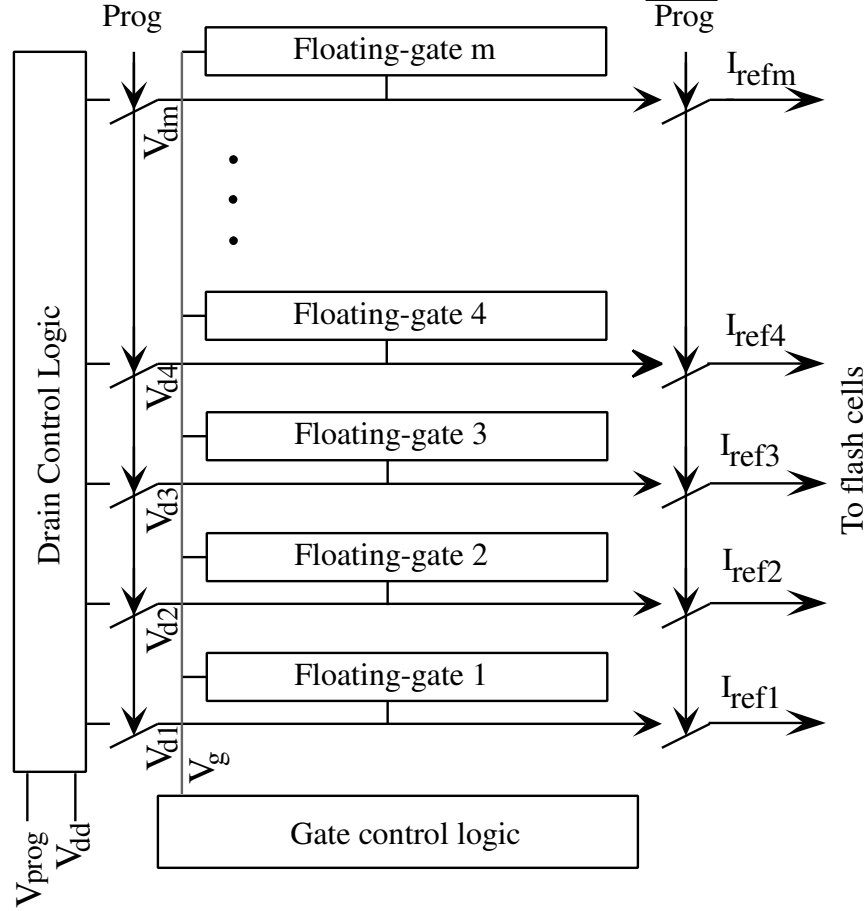 Prog
Prog
Floating-gate m
I_refm
V_dm
Floating-gate 4
I_ref4
V_d4
Floating-gate 3
I_ref3
V_d3
Floating-gate 2
I_ref2
V_d2
Floating-gate 1
I_ref1
V_d1
V_g
Drain Control Logic
To flash cells
Gate control logic
V_prog
V_dd